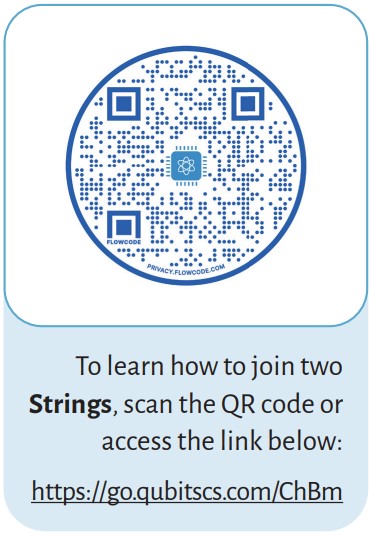 FLOWCODE
PRIVACY.FLOWCODE.COM
To learn how to join two
Strings, scan the QR code or
access the link below:
https://go.qubitscs.com/ChBm